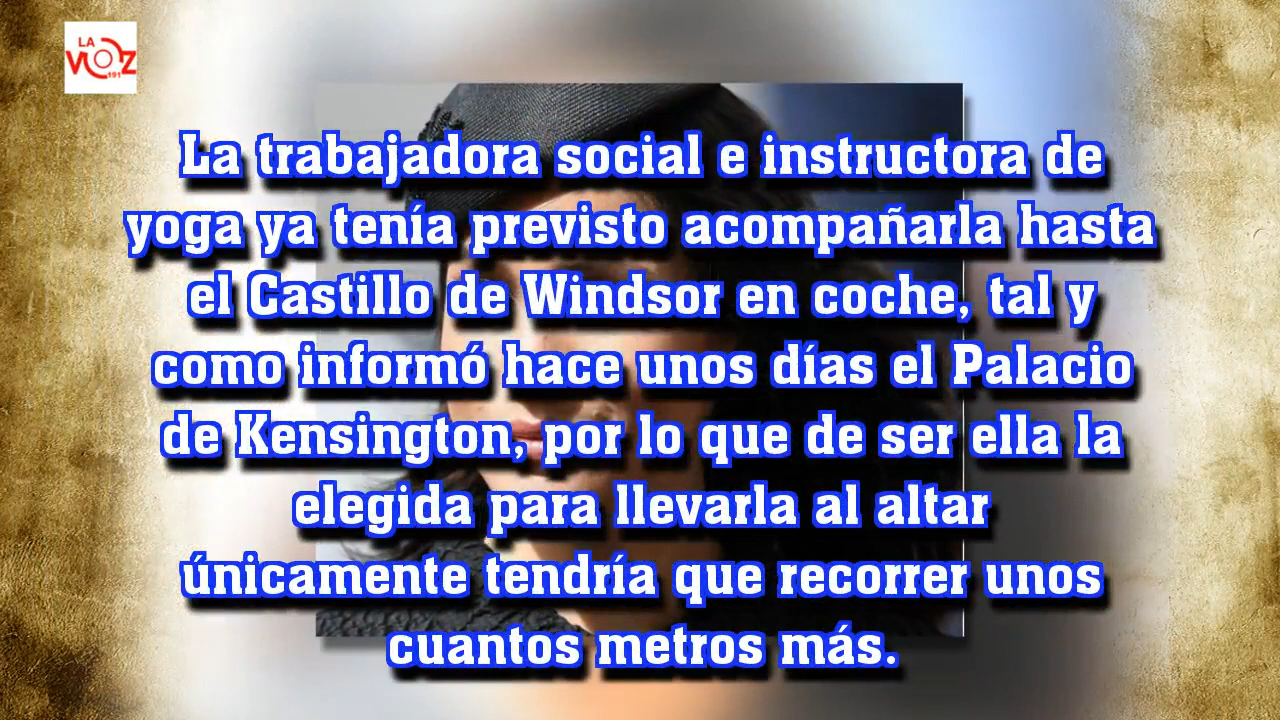 LA
VOZ
191
La trabajadora social e instructora de
yoga ya tenía previsto acompañarla hasta
el Castillo de Windsor en coche, tal y
como informó hace unos días el Palacio
de Kensington, por lo que de ser ella la
elegida para llevarla al altar
únicamente tendría que recorrer unos
cuantos metros más.